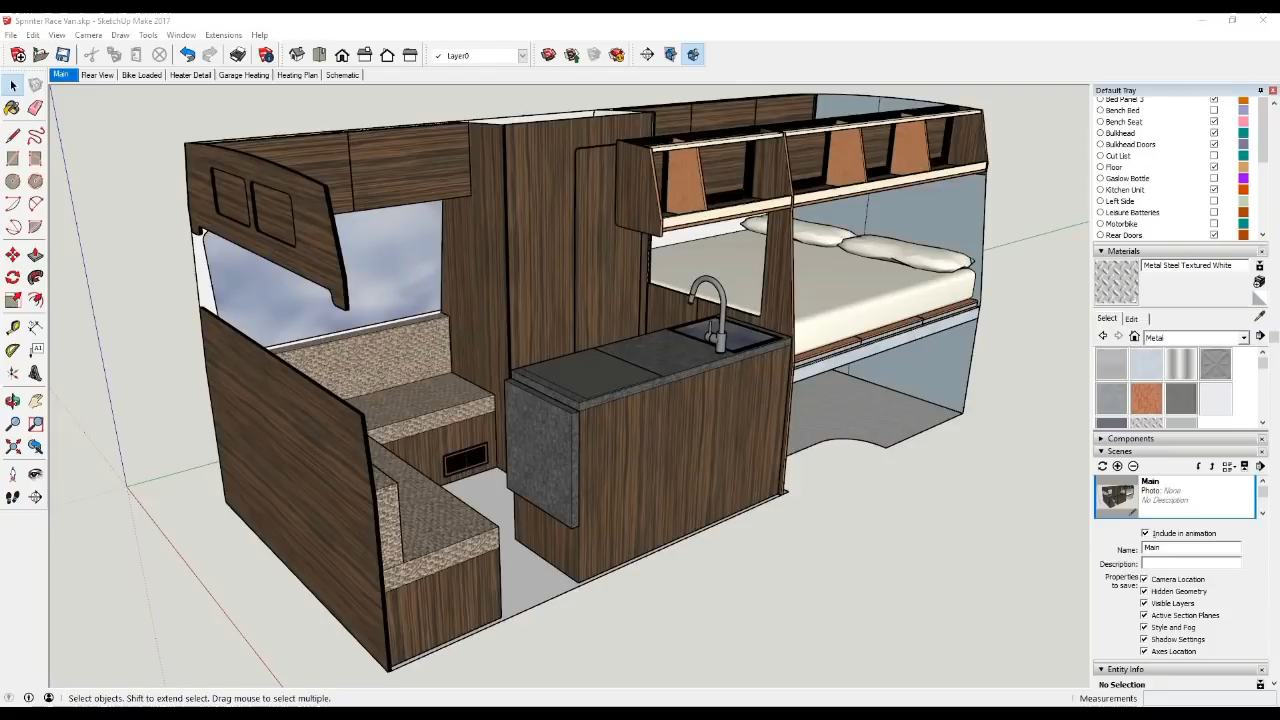 Sprinter Race Van.skp - SketchUp Make 2017
File Edit View Camera Draw Tools Window Extensions Help
Layer0
Main Rear View Bike Loaded Heater Detail Garage Heating Heating Plan Schematic
Default Tray
Bed Panel 3
Bench Bed
Bench Seat
Bulkhead
Bulkhead Doors
Cut List
Floor
Gaslow Bottle
Kitchen Unit
Left Side
Leisure Batteries
Motorbike
Rear Doors
Materials
Metal Steel Textured White
Select Edit
Metal
Components
Scenes
Main
Photo: None
No Description
Include in animation
Name: Main
Description:
Properties to save:
Camera Location
Hidden Geometry
Visible Layers
Active Section Planes
Style and Fog
Shadow Settings
Axes Location
Entity Info
No Selection
Select objects. Shift to extend select. Drag mouse to select multiple.
Measurements